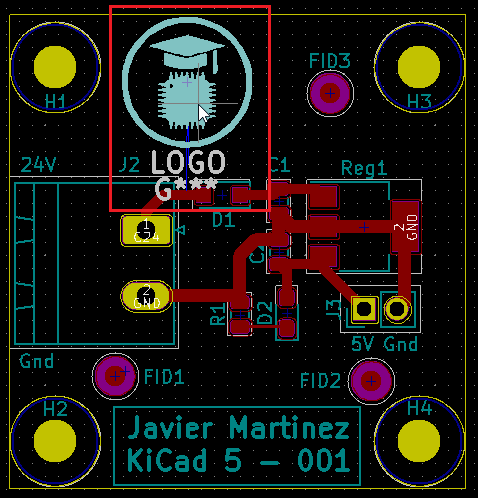 FID3
H1
H3
LOGO
G***
24V
J2
C1
Reg1
D1
1
C24
2
GND
C2
2
GND
R1
D2
J3
5V Gnd
Gnd
FID1
FID2
H2
H4
Javier Martinez
KiCad 5 - 001